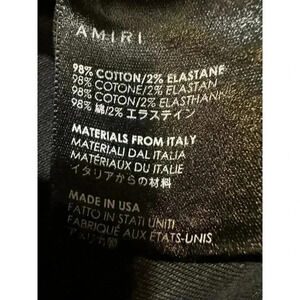 AMIRI
98% COTTON/2% ELASTANE
98% COTONE/2% ELASTAN
98% COTON/2% ELASTHANNE
98% 綿/2% エラスティン
MATERIALS FROM ITALY
MATERIALI DAL ITALIA
MATÉRIAUX DU ITALIE
イタリアからの材料
MADE IN USA
FATTO IN STATI UNITI
FABRIQUÉ AUX ÉTATS-UNIS